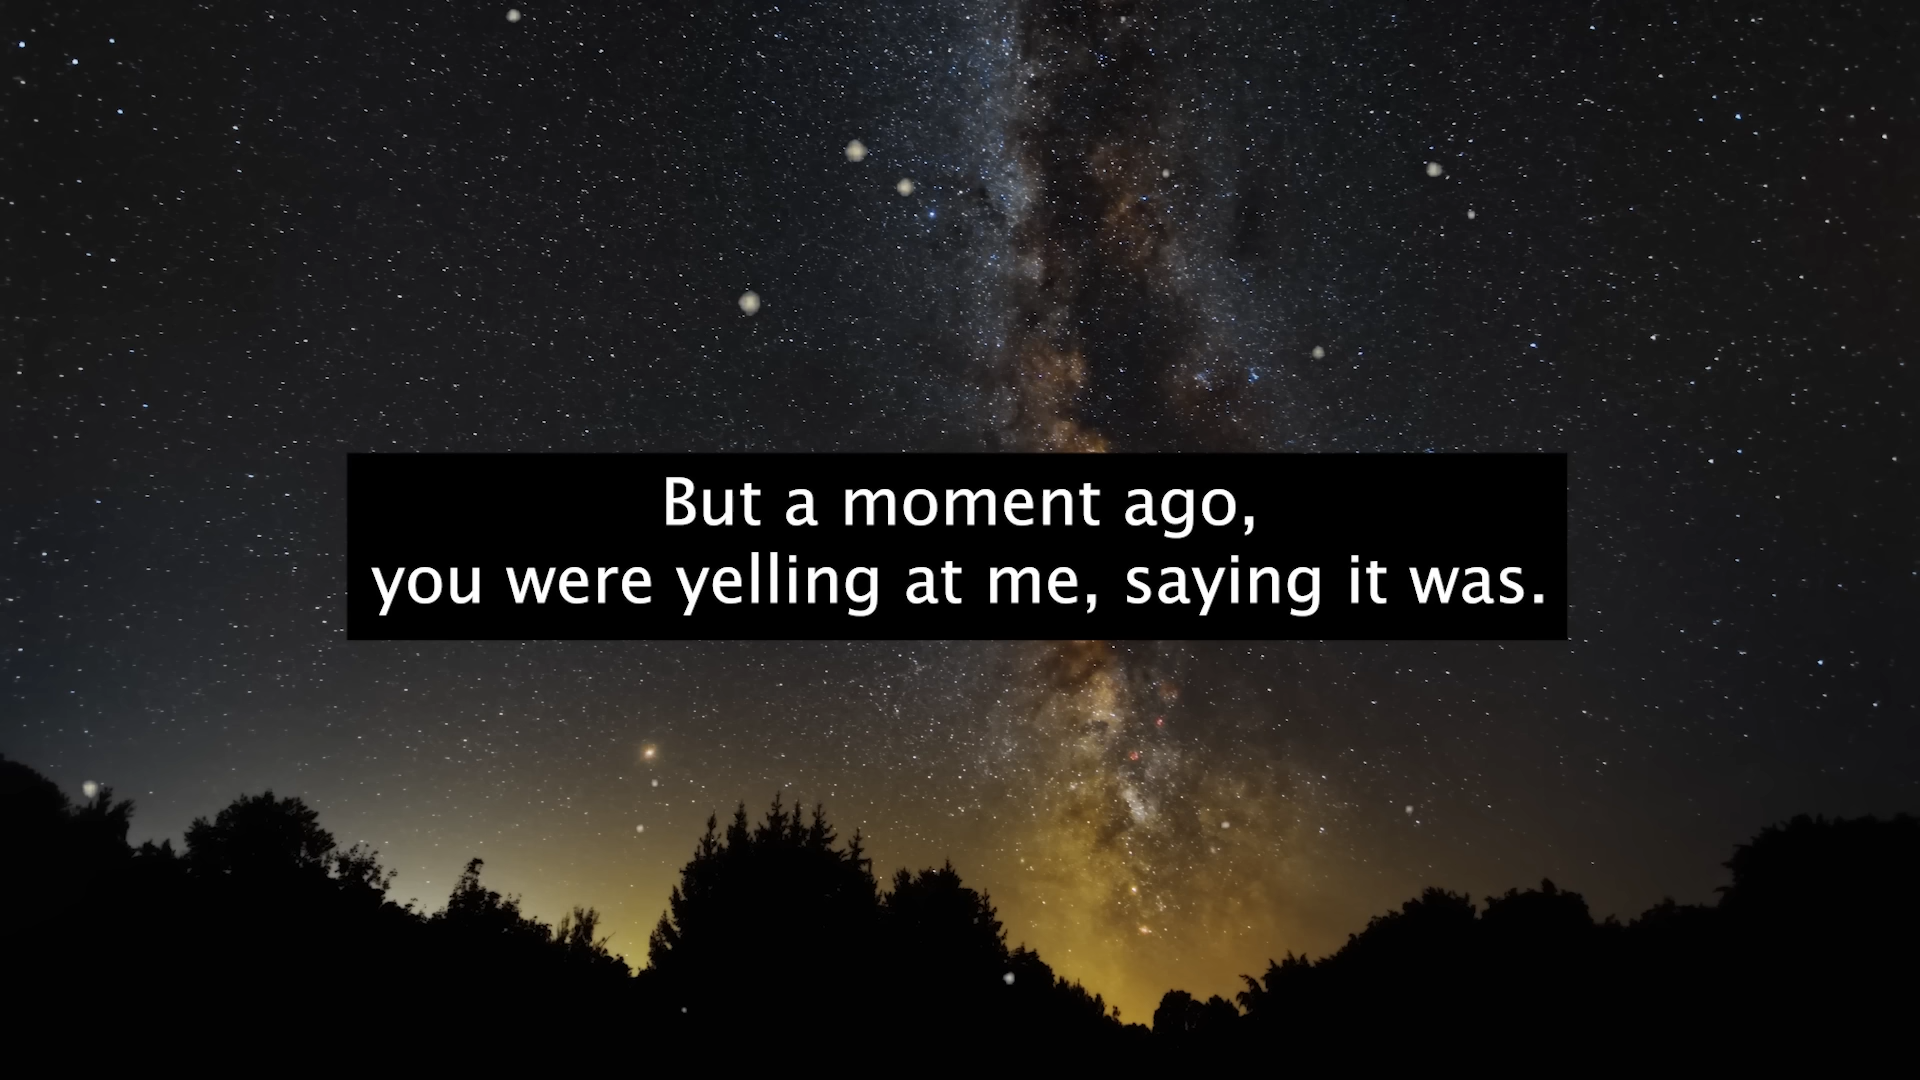 But a moment ago,
you were yelling at me, saying it was.